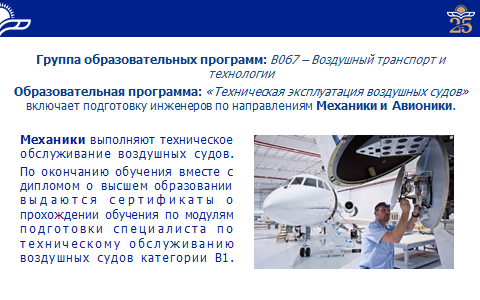 25
Группа образовательных программ: В067 – Воздушный транспорт и
технологии
Образовательная программа: «Техническая эксплуатация воздушных судов»
включает подготовку инженеров по направлениям Механики и Авионики.
Механики выполняют техническое
обслуживание воздушных судов.
По окончанию обучения вместе с
дипломом о высшем образовании
выдаются сертификаты о
прохождении обучения по модулям
подготовки специалиста по
техническому обслуживанию
воздушных судов категории В1.